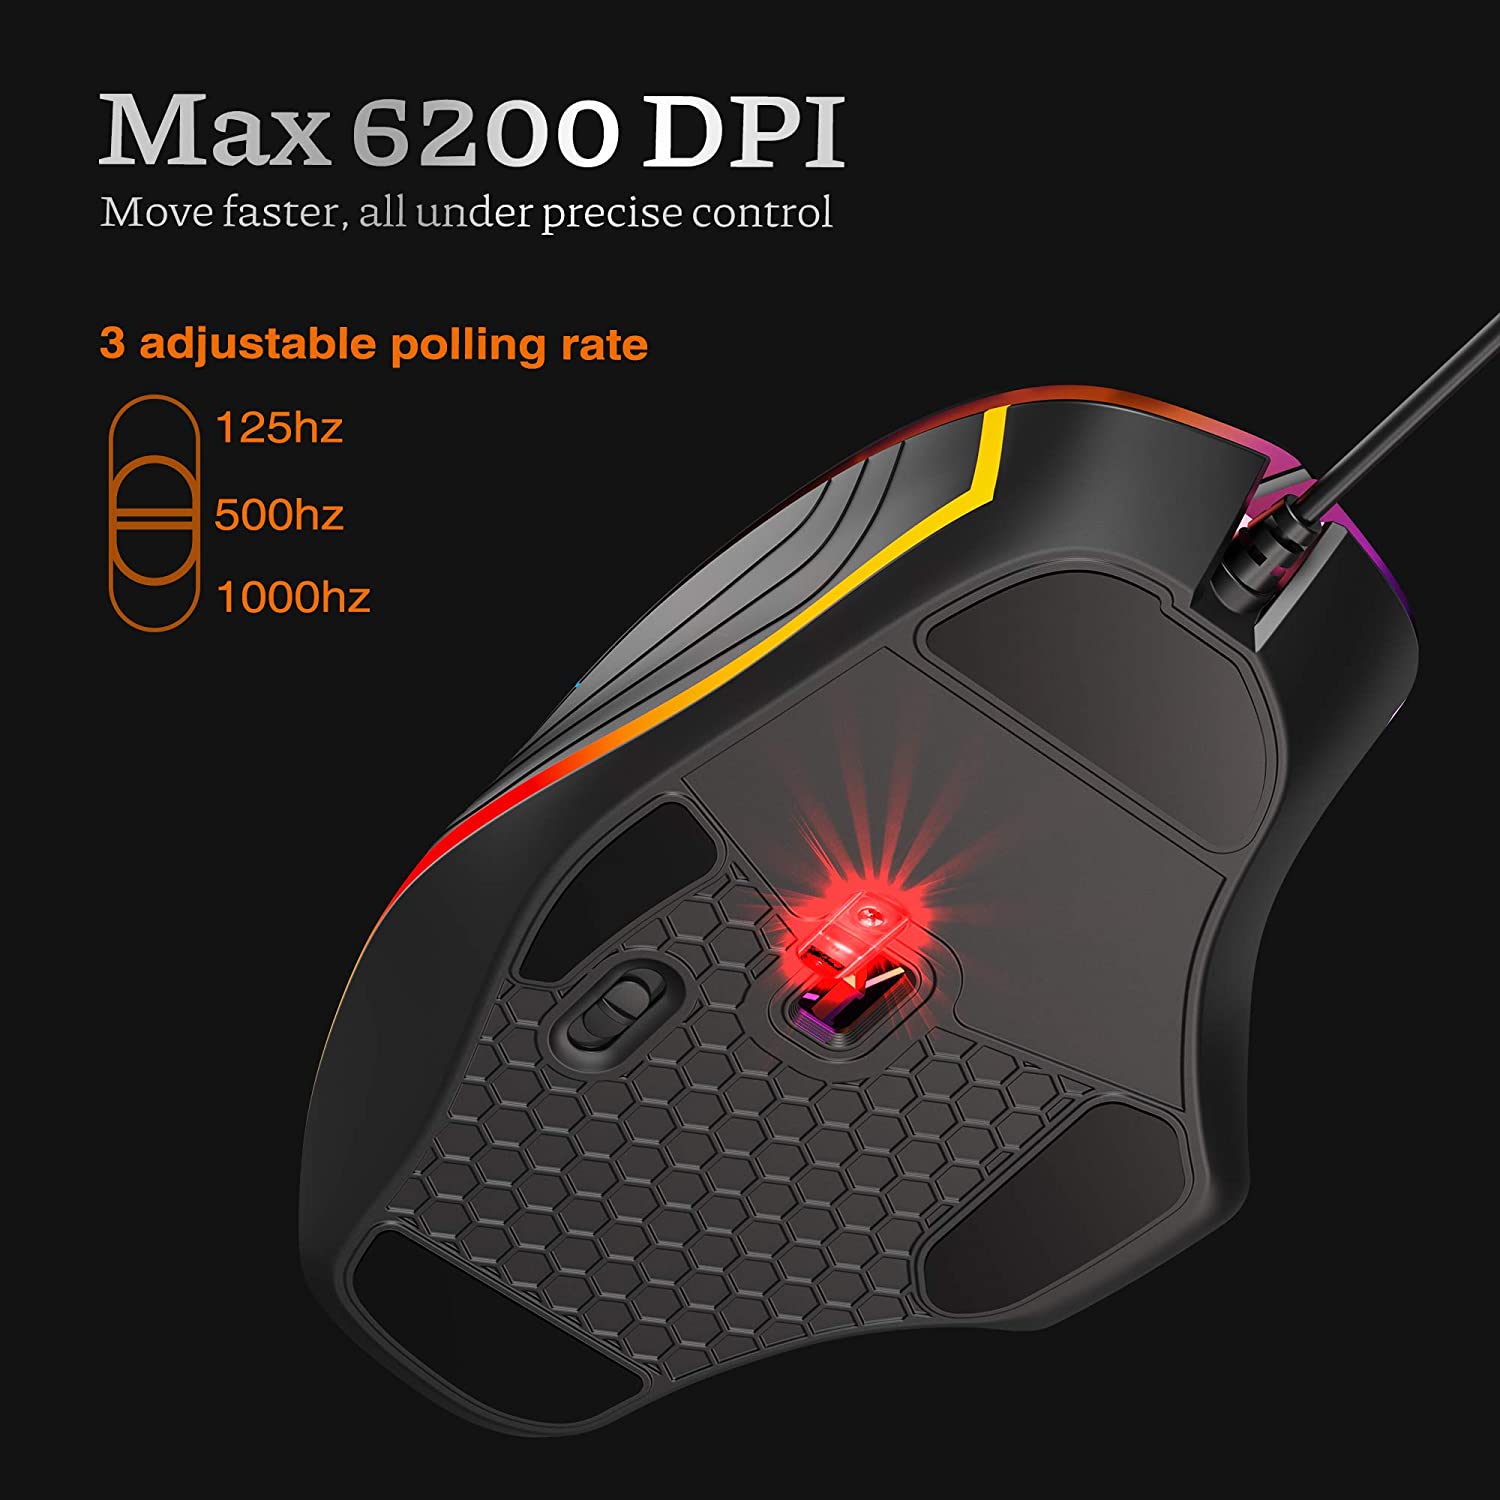 Max 6200 DPI
Move faster, all under precise control
3 adjustable polling rate
125hz
500hz
1000hz